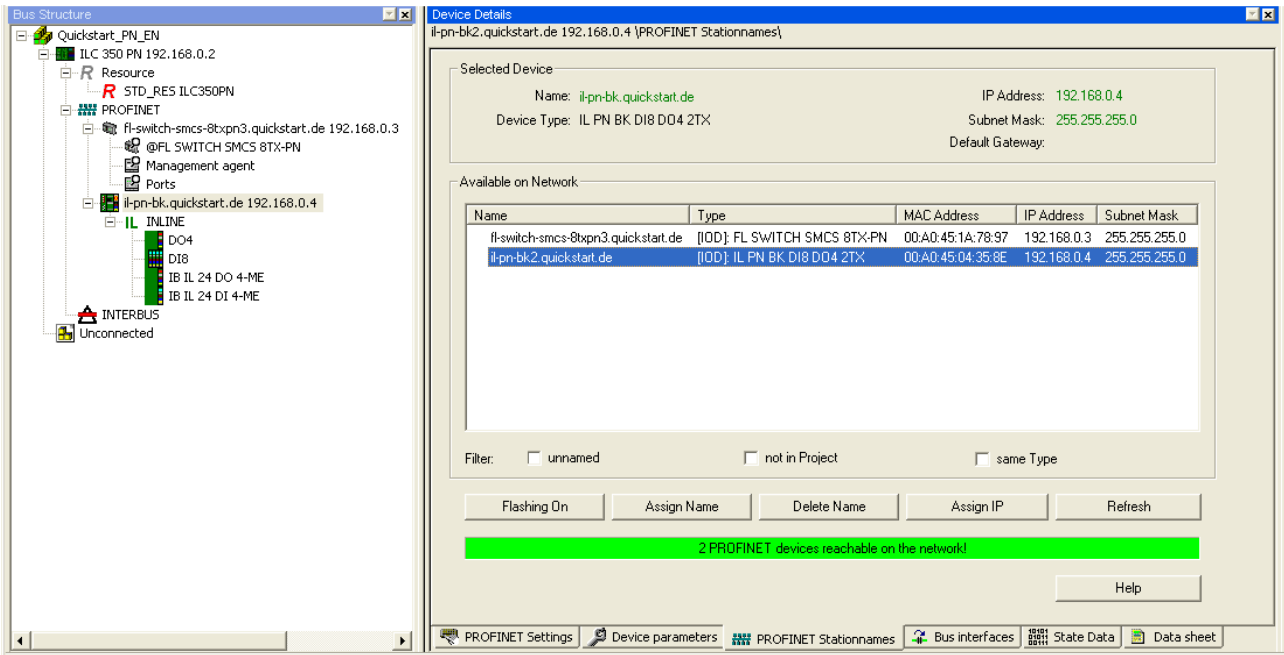 Bus Structure
Quickstart_PN_EN
ILC 350 PN 192.168.0.2
R Resource
R STD_RES ILC350PN
PROFINET
fl-switch-smcs-8txpn3.quickstart.de 192.168.0.3
@FL SWITCH SMCS 8TX-PN
Management agent
Ports
il-pn-bk.quickstart.de 192.168.0.4
IL INLINE
DO4
DI8
IB IL 24 DO 4-ME
IB IL 24 DI 4-ME
INTERBUS
Unconnected
Device Details
il-pn-bk2.quickstart.de 192.168.0.4 \PROFINET Stationnames\
Selected Device
Name: il-pn-bk.quickstart.de IP Address: 192.168.0.4
Device Type: IL PN BK DI8 DO4 2TX Subnet Mask: 255.255.255.0
Default Gateway:
Available on Network
Name Type MAC Address IP Address Subnet Mask
fl-switch-smcs-8txpn3.quickstart.de [IOD]: FL SWITCH SMCS 8TX-PN 00:A0:45:1A:78:97 192.168.0.3 255.255.255.0
il-pn-bk2.quickstart.de [IOD]: IL PN BK DI8 DO4 2TX 00:A0:45:04:35:8E 192.168.0.4 255.255.255.0
Filter: unnamed not in Project same Type
Flashing On Assign Name Delete Name Assign IP Refresh
2 PROFINET devices reachable on the network!
Help
PROFINET Settings Device parameters PROFINET Stationnames Bus interfaces State Data Data sheet